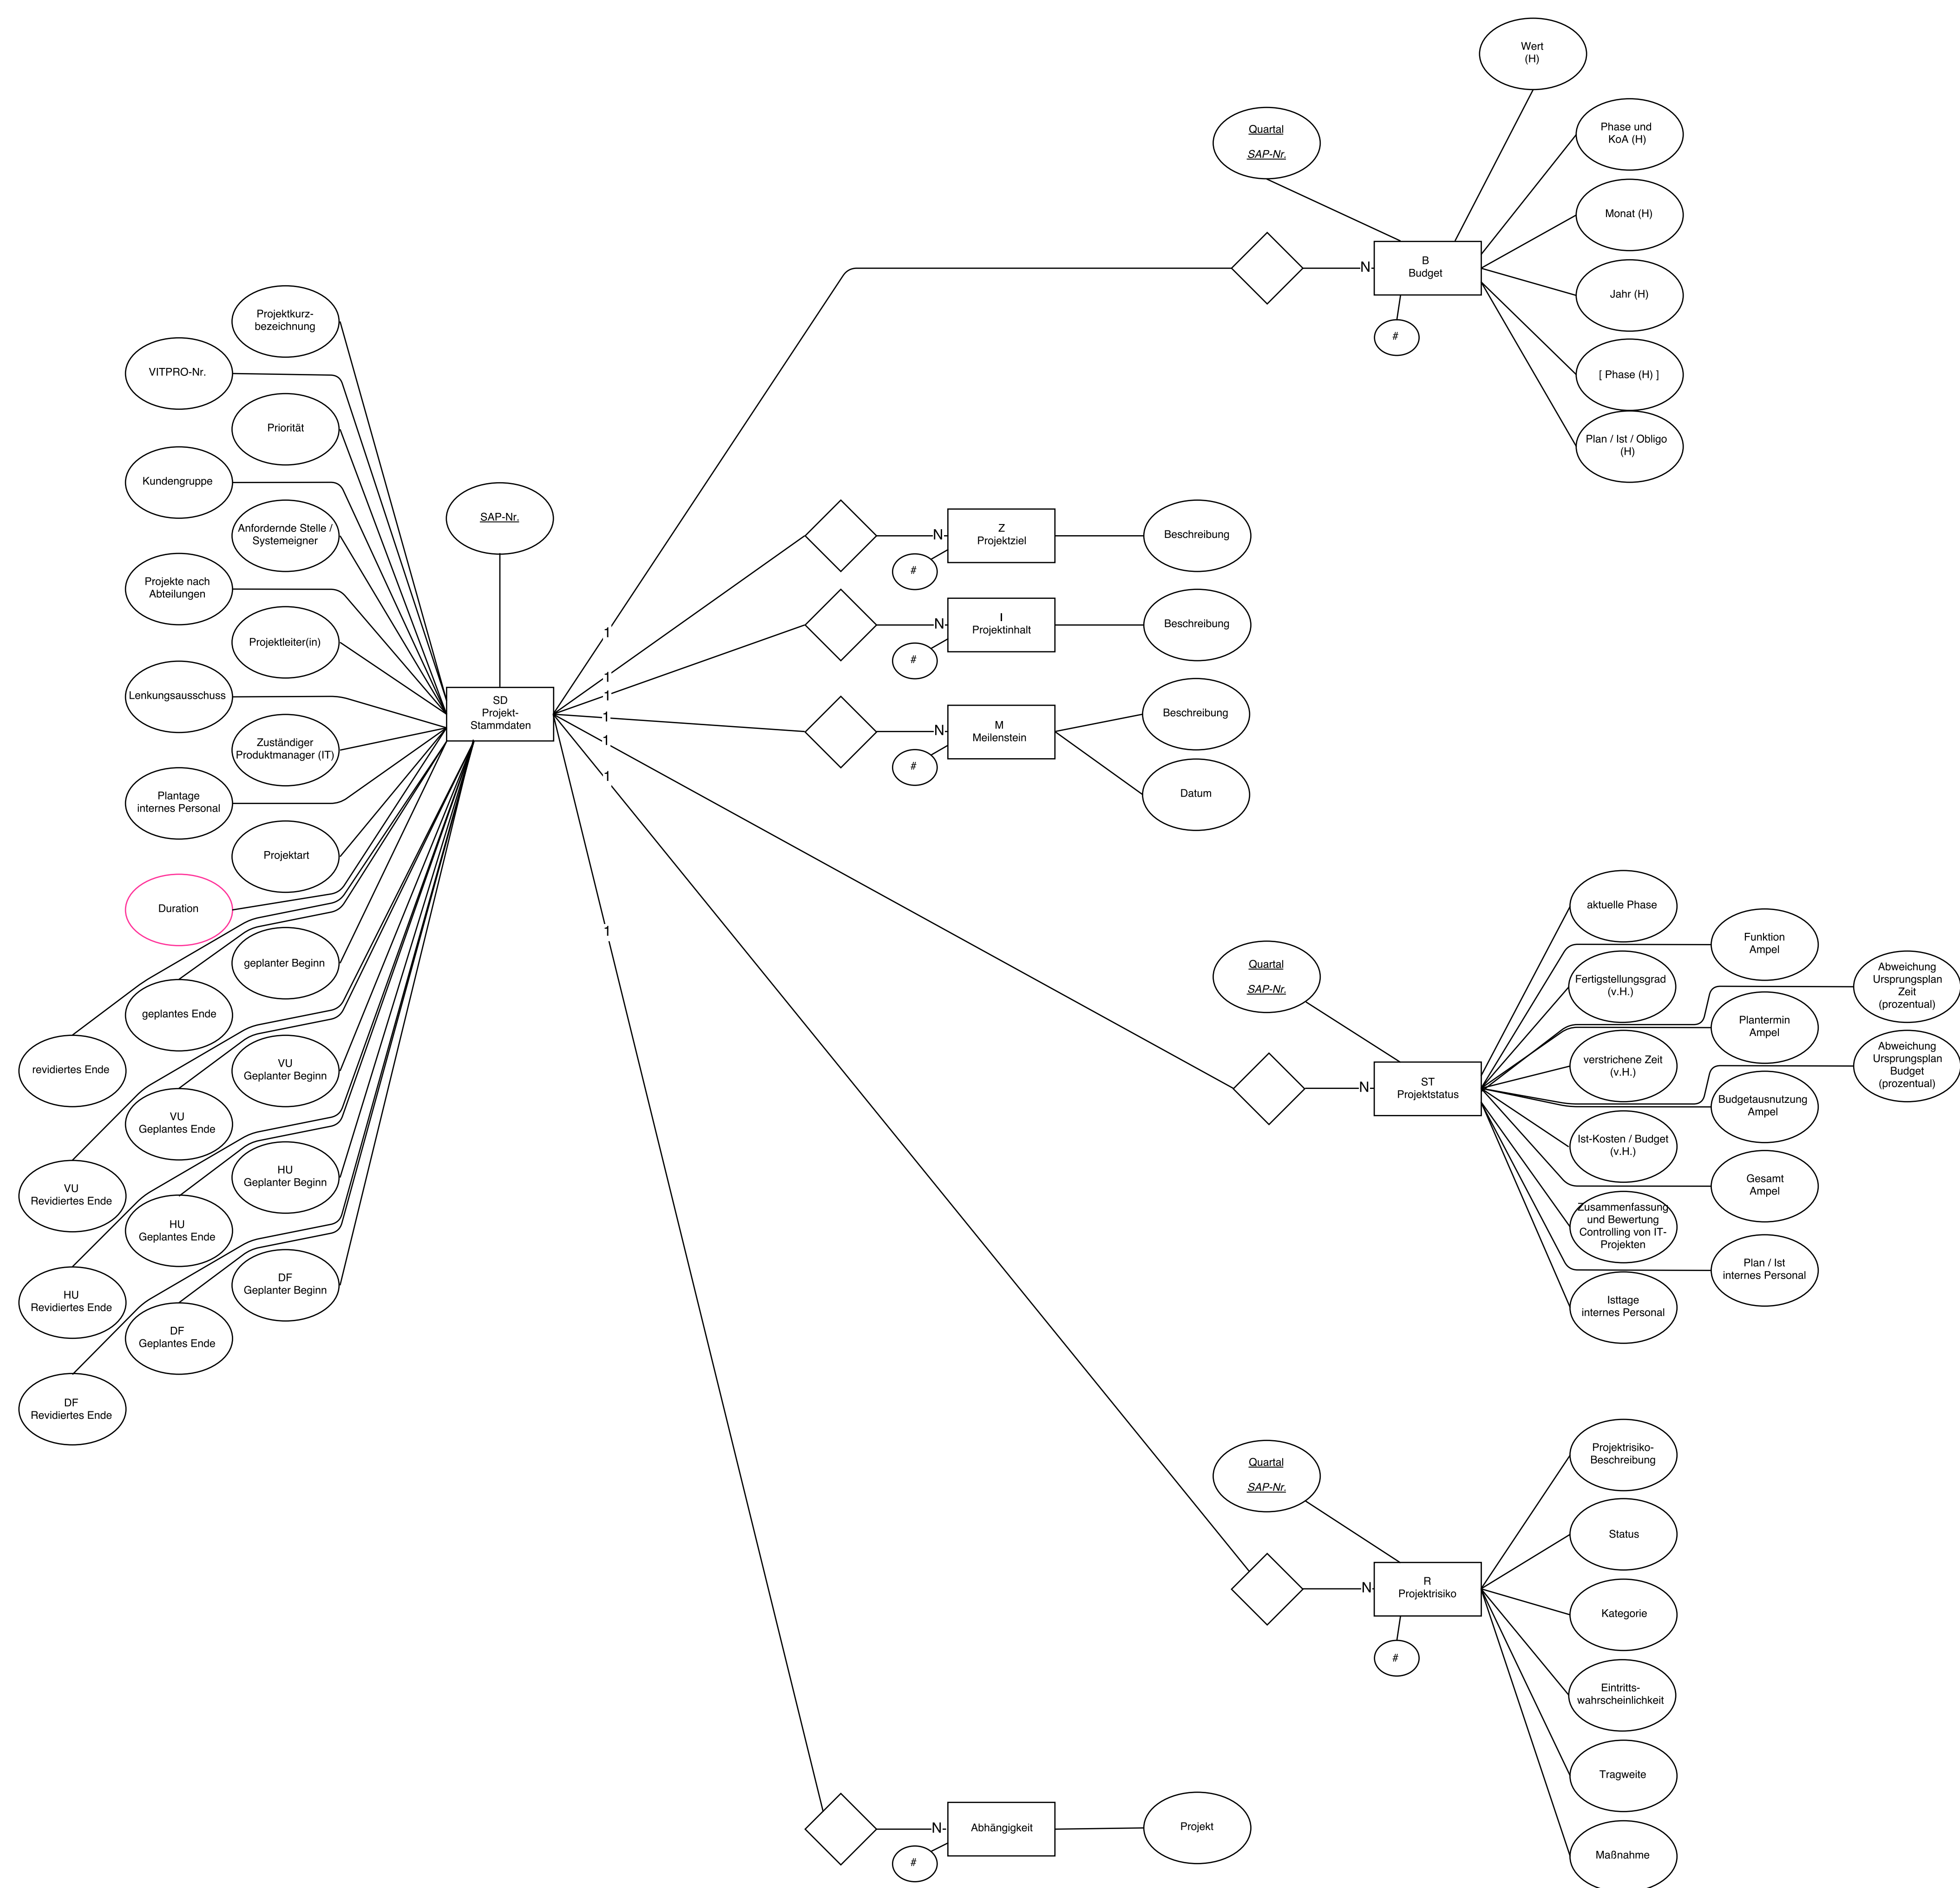 Wert
(H)
Phase und
KoA (H)
Quartal
SAP-Nr.
Monat (H)
B
Budget
N
Jahr (H)
#
[ Phase (H) ]
Plan / Ist / Obligo
(H)
Projektkurz-
bezeichnung
VITPRO-Nr.
Priorität
Kundengruppe
Anfordernde Stelle /
Systemeigner
Projekte nach
Abteilungen
Projektleiter(in)
Lenkungsausschuss
Zuständiger
Produktmanager (IT)
Plantage
internes Personal
Projektart
Duration
geplanter Beginn
geplantes Ende
revidiertes Ende
VU
Geplanter Beginn
VU
Geplantes Ende
VU
Revidiertes Ende
HU
Geplanter Beginn
HU
Geplantes Ende
HU
Revidiertes Ende
DF
Geplanter Beginn
DF
Geplantes Ende
DF
Revidiertes Ende
SAP-Nr.
SD
Projekt-
Stammdaten
1
1
1
1
1
1
1
N
Z
Projektziel
#
Beschreibung
N
I
Projektinhalt
#
Beschreibung
N
M
Meilenstein
#
Beschreibung
Datum
Quartal
SAP-Nr.
N
ST
Projektstatus
aktuelle Phase
Funktion
Ampel
Fertigstellungsgrad
(v.H.)
Abweichung
Ursprungsplan
Zeit
(prozentual)
Plantermin
Ampel
verstrichene Zeit
(v.H.)
Abweichung
Ursprungsplan
Budget
(prozentual)
Budgetausnutzung
Ampel
Ist-Kosten / Budget
(v.H.)
Gesamt
Ampel
Zusammenfassung
und Bewertung
Controlling von IT-
Projekten
Plan / Ist
internes Personal
Isttage
internes Personal
Quartal
SAP-Nr.
N
R
Projektrisiko
#
Projektrisiko-
Beschreibung
Status
Kategorie
Eintritts-
wahrscheinlichkeit
Tragweite
Maßnahme
N
Abhängigkeit
#
Projekt